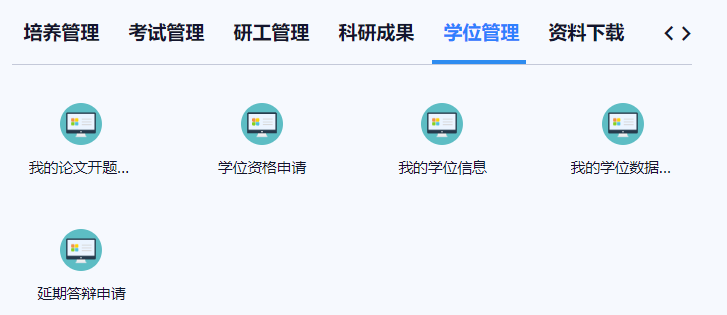 培养管理 考试管理 研工管理 科研成果 学位管理 资料下载
我的论文开题... 学位资格申请 我的学位信息 我的学位数据...
延期答辩申请